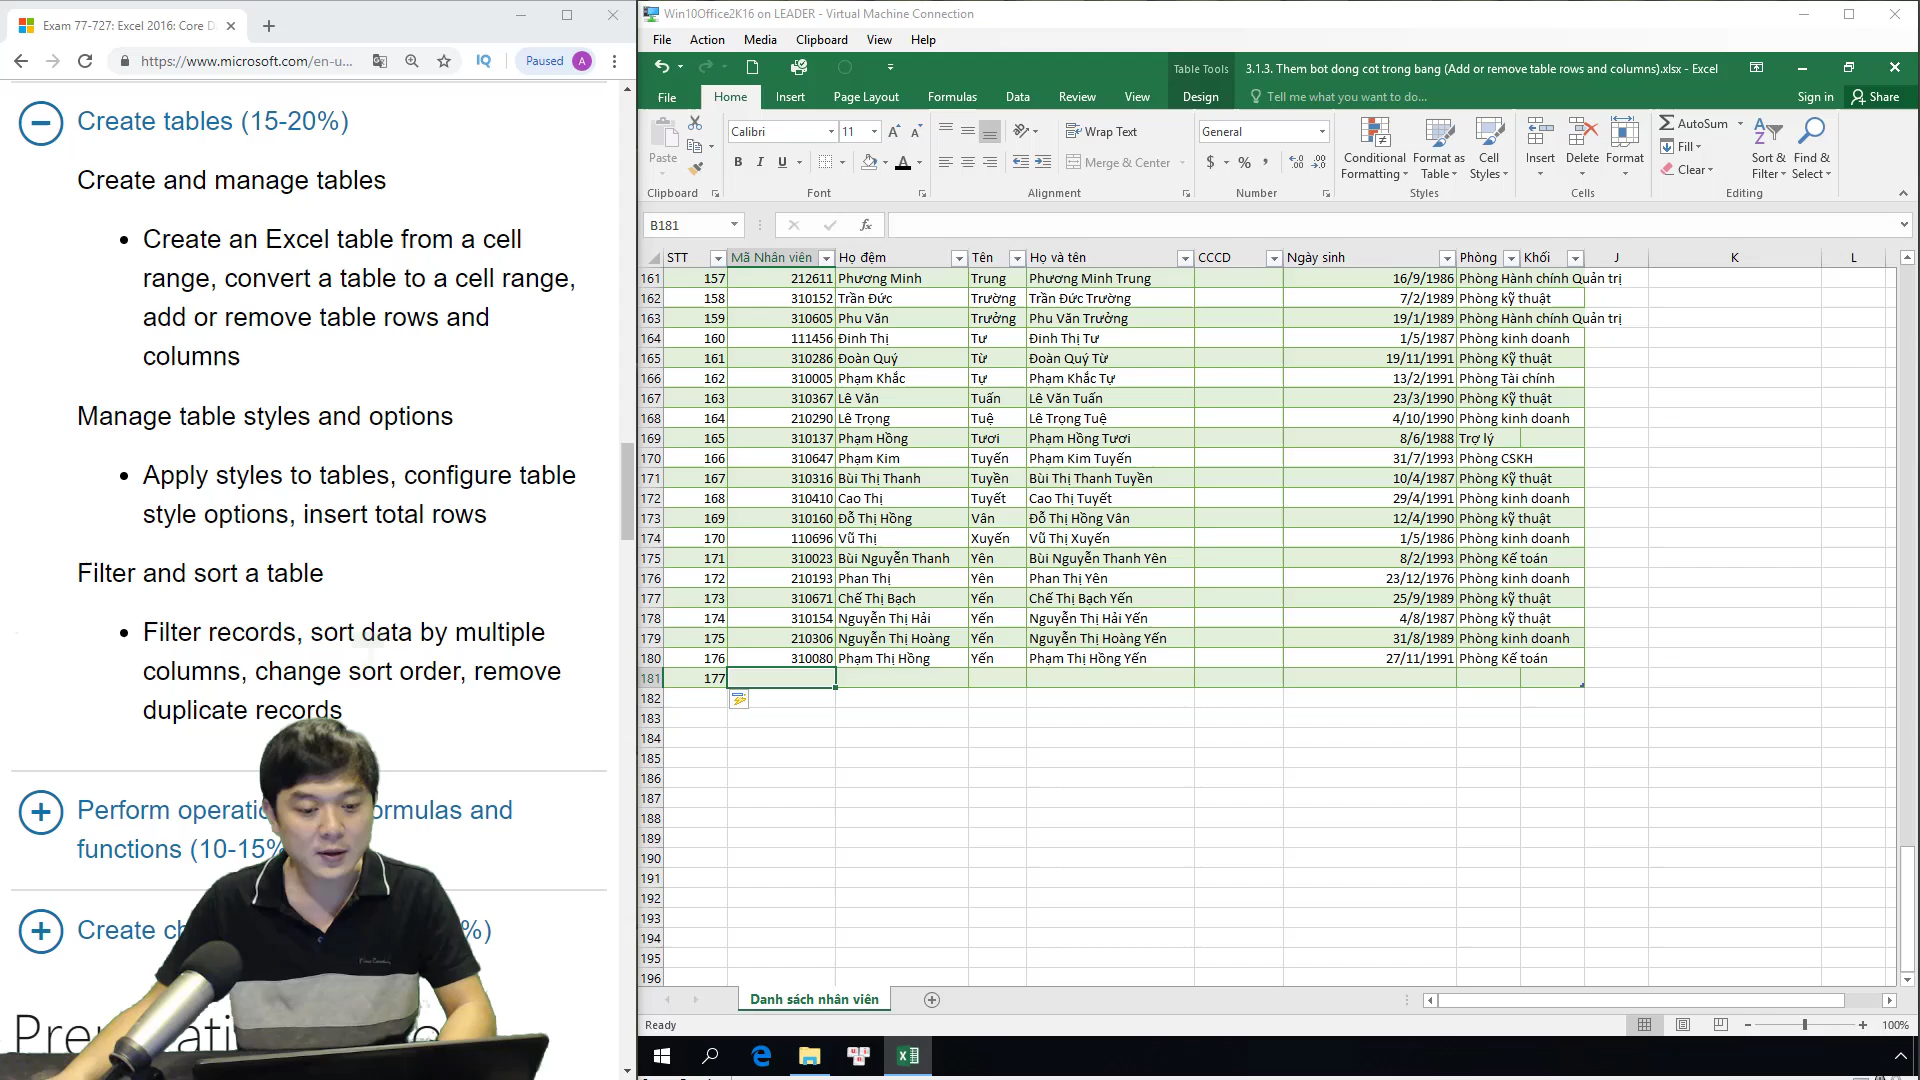 Exam 77-727: Excel 2016: Core D
https://www.microsoft.com/en-u...
IQ
Paused
A
Create tables (15-20%)
Create and manage tables
• Create an Excel table from a cell
range, convert a table to a cell range,
add or remove table rows and
columns
Manage table styles and options
• Apply styles to tables, configure table
style options, insert total rows
Filter and sort a table
• Filter records, sort data by multiple
columns, change sort order, remove
duplicate records
functions (10-15%
Win10Office2K16 on LEADER - Virtual Machine Connection
File Action Media Clipboard View Help
Table Tools
3.1.3. Them bot dong cot trong bang (Add or remove table rows and columns).xlsx - Excel
File Home Insert Page Layout Formulas Data Review View Design Tell me what you want to do... Sign in Share
Calibri 11 Wrap Text General AutoSum
Paste B I U Merge & Center $ % , Conditional Formatting Format as Table Cell Styles Insert Delete Format Fill Clear Sort & Filter Find & Select
Clipboard Font Alignment Number Styles Cells Editing
B181 fx
STT Mã Nhân viên Họ đệm Tên Họ và tên CCCD Ngày sinh Phòng Khối J K L
161 157 212611 Phương Minh Trung Phương Minh Trung 16/9/1986 Phòng Hành chính Quản trị
162 158 310152 Trần Đức Trường Trần Đức Trường 7/2/1989 Phòng kỹ thuật
163 159 310605 Phu Văn Trưởng Phu Văn Trưởng 19/1/1989 Phòng Hành chính Quản trị
164 160 111456 Đinh Thị Tư Đinh Thị Tư 1/5/1987 Phòng kinh doanh
165 161 310286 Đoàn Quý Từ Đoàn Quý Từ 19/11/1991 Phòng Kỹ thuật
166 162 310005 Phạm Khắc Tự Phạm Khắc Tự 13/2/1991 Phòng Tài chính
167 163 310367 Lê Văn Tuấn Lê Văn Tuấn 23/3/1990 Phòng Kỹ thuật
168 164 210290 Lê Trọng Tuệ Lê Trọng Tuệ 4/10/1990 Phòng kinh doanh
169 165 310137 Phạm Hồng Tươi Phạm Hồng Tươi 8/6/1988 Trợ lý
170 166 310647 Phạm Kim Tuyến Phạm Kim Tuyến 31/7/1993 Phòng CSKH
171 167 310316 Bùi Thị Thanh Tuyền Bùi Thị Thanh Tuyền 10/4/1987 Phòng Kỹ thuật
172 168 310410 Cao Thị Tuyết Cao Thị Tuyết 29/4/1991 Phòng kinh doanh
173 169 310160 Đỗ Thị Hồng Vân Đỗ Thị Hồng Vân 12/4/1990 Phòng kỹ thuật
174 170 110696 Vũ Thị Xuyến Vũ Thị Xuyến 1/5/1986 Phòng kinh doanh
175 171 310023 Bùi Nguyễn Thanh Yên Bùi Nguyễn Thanh Yên 8/2/1993 Phòng Kế toán
176 172 210193 Phan Thị Yên Phan Thị Yên 23/12/1976 Phòng kinh doanh
177 173 310671 Chế Thị Bạch Yến Chế Thị Bạch Yến 25/9/1989 Phòng kỹ thuật
178 174 310154 Nguyễn Thị Hải Yến Nguyễn Thị Hải Yến 4/8/1987 Phòng kỹ thuật
179 175 210306 Nguyễn Thị Hoàng Yến Nguyễn Thị Hoàng Yến 31/8/1989 Phòng kinh doanh
180 176 310080 Phạm Thị Hồng Yến Phạm Thị Hồng Yến 27/11/1991 Phòng Kế toán
181 177
182
183
184
185
186
187
188
189
190
191
192
193
194
195
196
Danh sách nhân viên
Ready 100%